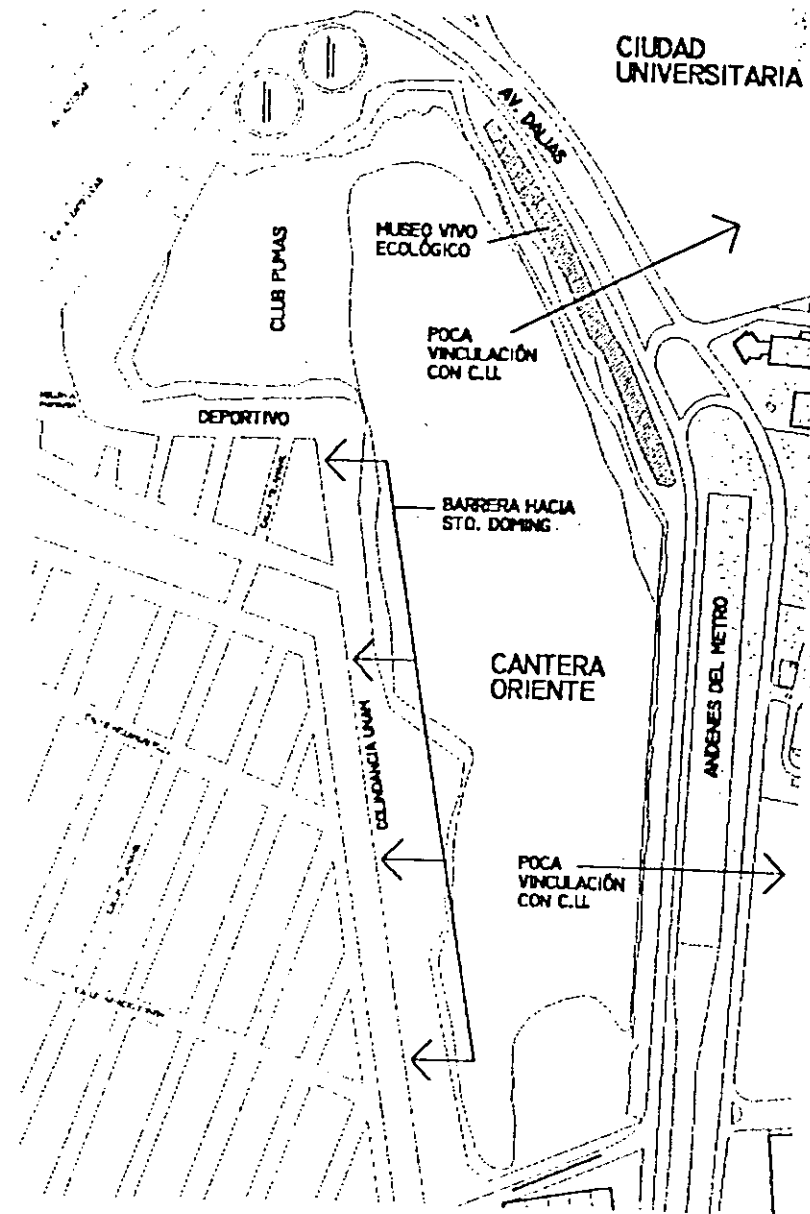 CIUDAD
UNIVERSITARIA
AV. DALIAS
MUSEO VIVO
ECOLÓGICO
CLUB PUMAS
POCA
VINCULACIÓN
CON C.U.
DEPORTIVO
BARRERA HACIA
STO. DOMING
CANTERA
ORIENTE
ANDENES DEL METRO
COLINDANCIA UNAM
POCA
VINCULACIÓN
CON C.U.